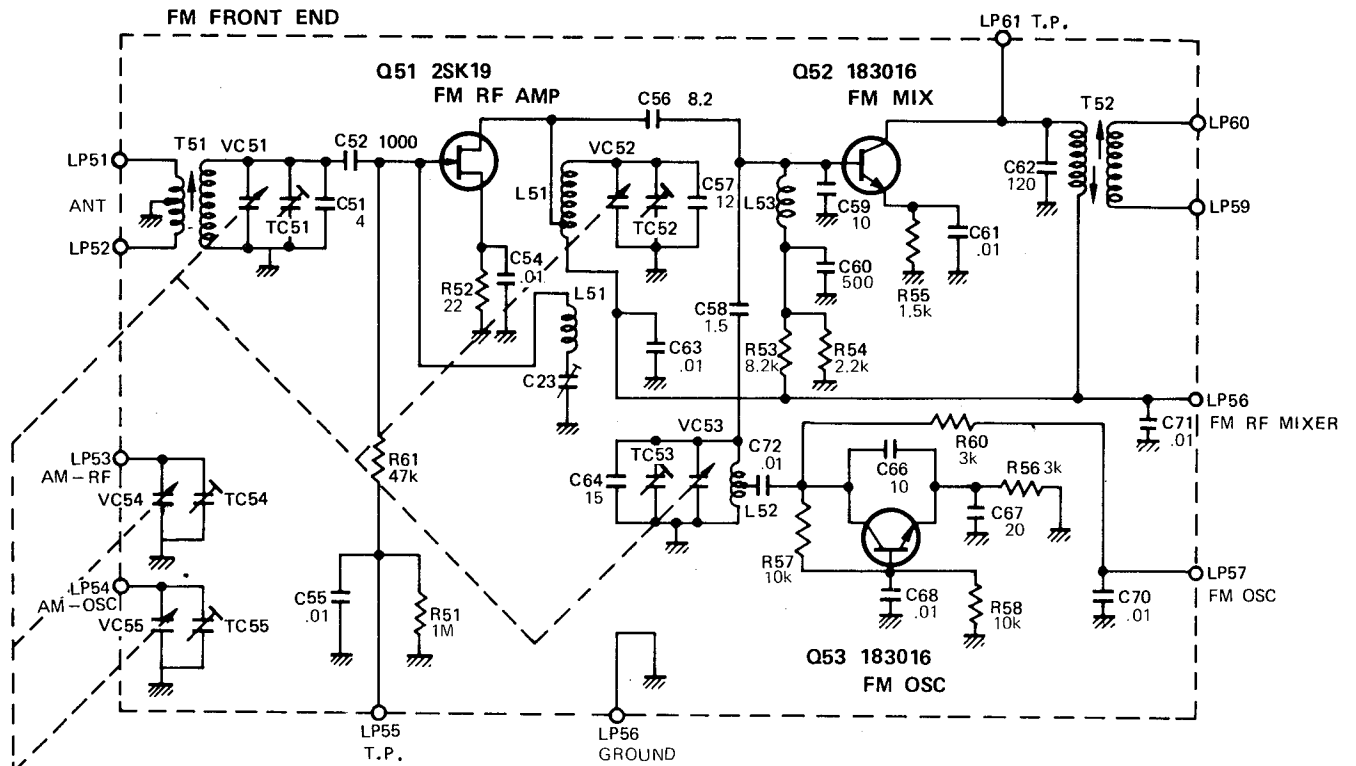 FM FRONT END
LP61 T.P.
Q51 2SK19
FM RF AMP
Q52 183016
FM MIX
C56 8.2
T52
T51
VC51
C52
1000
LP51
ANT
LP52
TC51
C51
4
L51
VC52
TC52
C57
12
L53
C59
10
C62
120
LP60
LP59
R52
22
C54
.01
L51
C23
C63
.01
C58
1.5
C60
500
R53
8.2k
R54
2.2k
R55
1.5k
C61
.01
LP56
FM RF MIXER
C71
.01
LP53
AM-RF
VC54
TC54
R61
47k
C64
15
TC53
VC53
L52
C72
.01
R60
3k
C66
10
R56 3k
C67
20
R57
10k
LP54
AM-OSC
VC55
TC55
C55
.01
R51
1M
C68
.01
R58
10k
C70
.01
LP57
FM OSC
Q53 183016
FM OSC
LP55
T.P.
LP56
GROUND